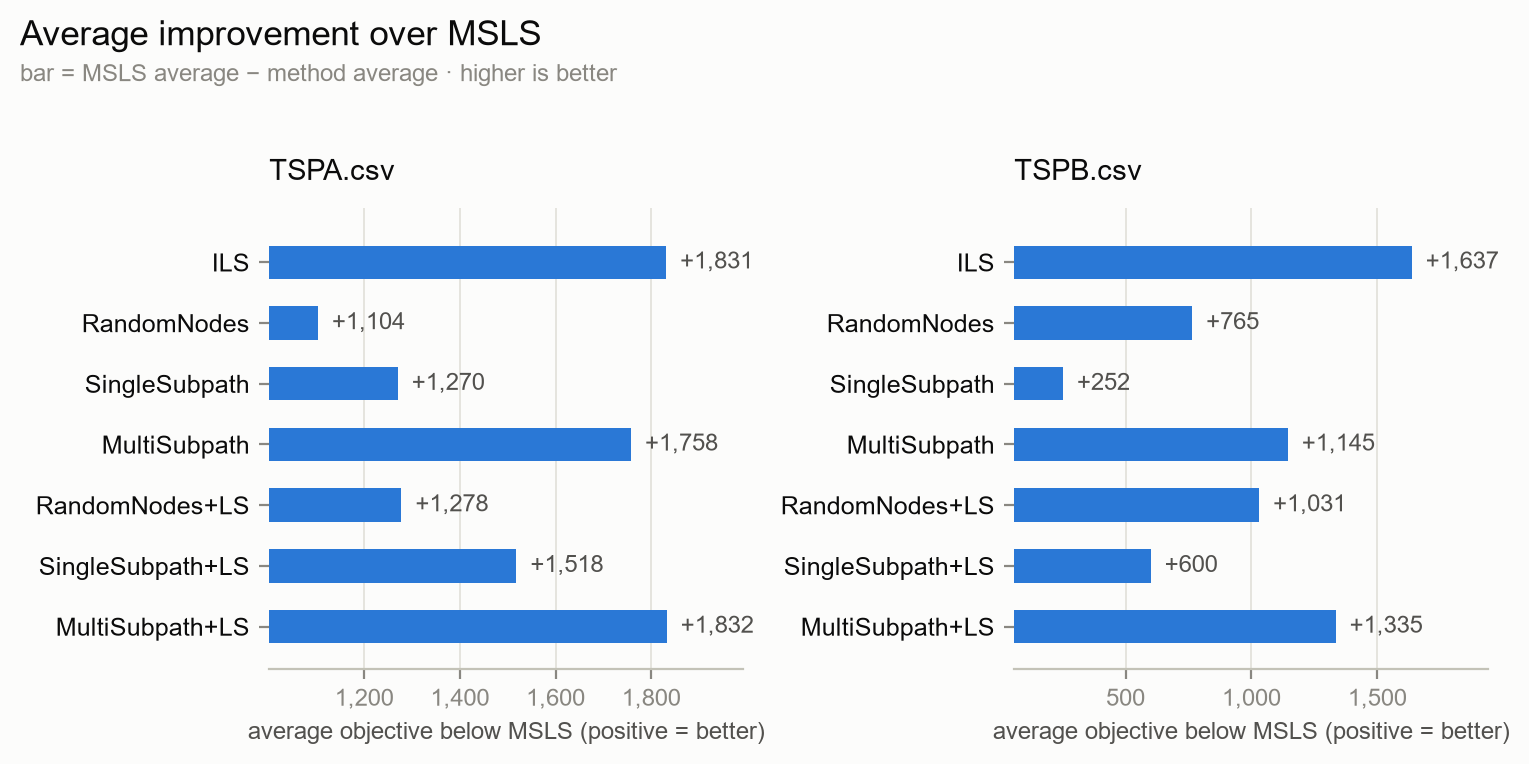 Average improvement over MSLS
bar = MSLS average − method average · higher is better
TSPA.csv
ILS
+1,831
RandomNodes
+1,104
SingleSubpath
+1,270
MultiSubpath
+1,758
RandomNodes+LS
+1,278
SingleSubpath+LS
+1,518
MultiSubpath+LS
+1,832
1,200 1,400 1,600 1,800
average objective below MSLS (positive = better)
TSPB.csv
ILS
+1,637
RandomNodes
+765
SingleSubpath
+252
MultiSubpath
+1,145
RandomNodes+LS
+1,031
SingleSubpath+LS
+600
MultiSubpath+LS
+1,335
500 1,000 1,500
average objective below MSLS (positive = better)